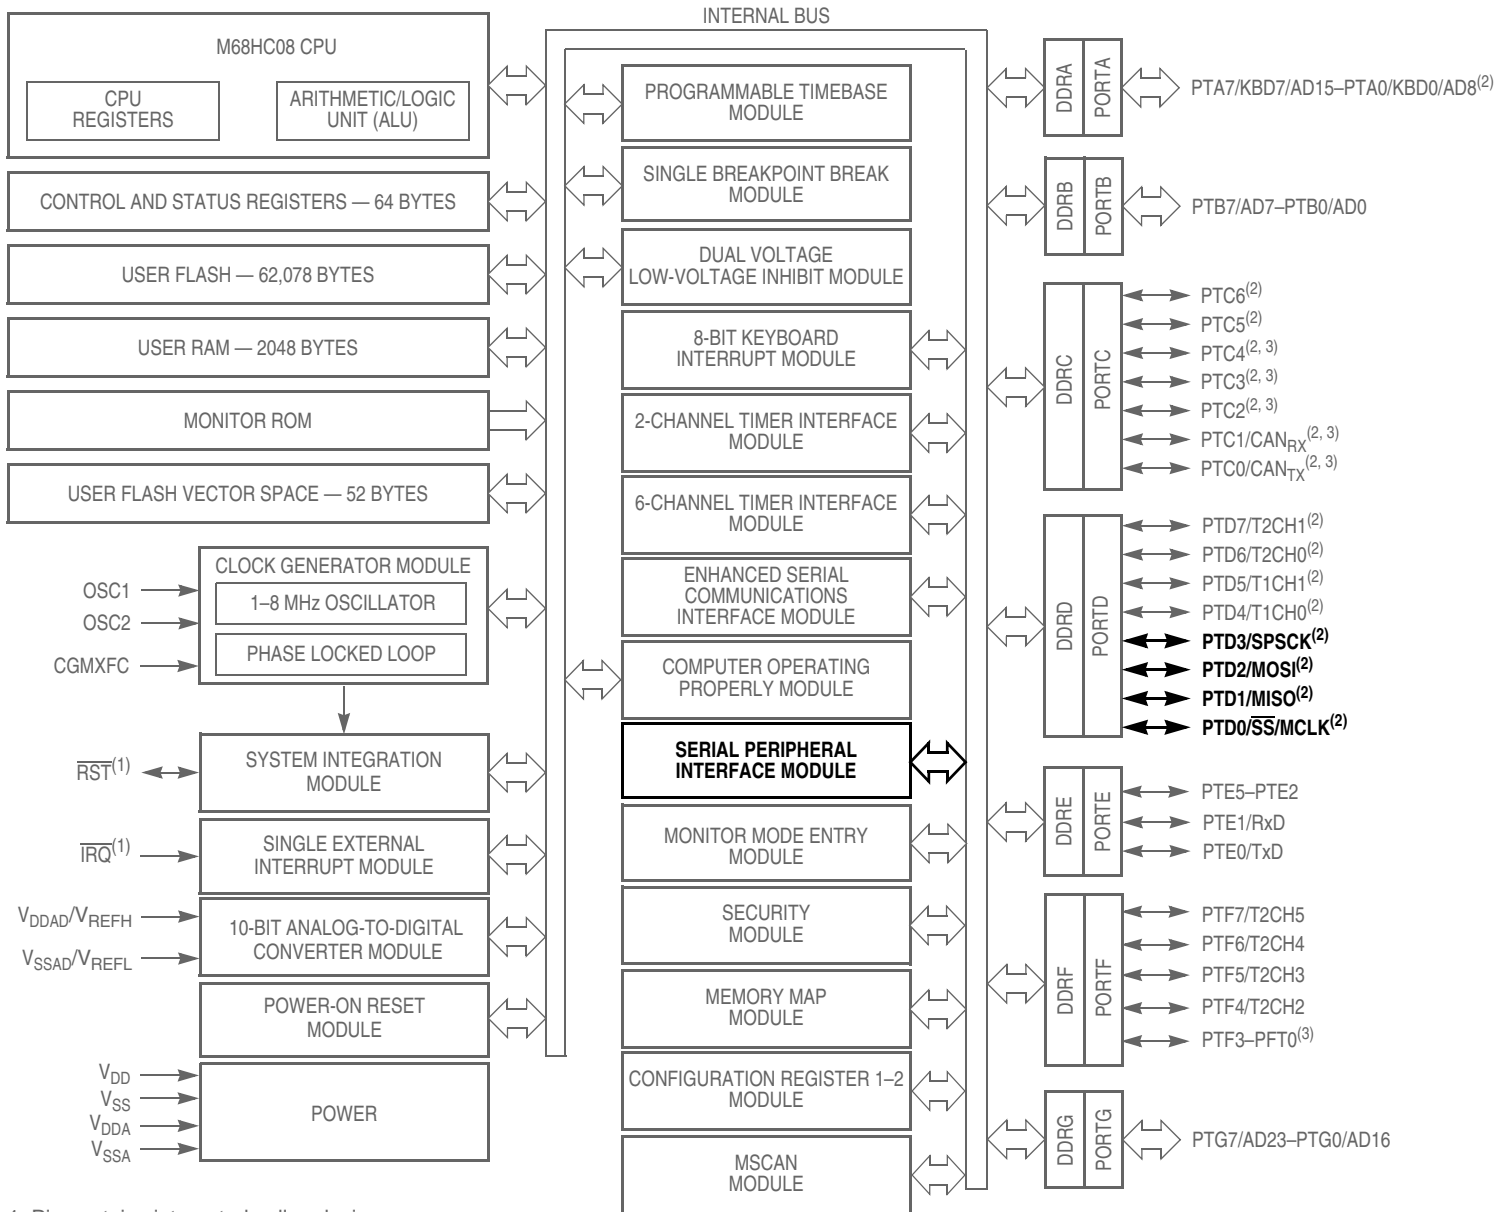 INTERNAL BUS
M68HC08 CPU
CPU
REGISTERS
ARITHMETIC/LOGIC
UNIT (ALU)
CONTROL AND STATUS REGISTERS — 64 BYTES
USER FLASH — 62,078 BYTES
USER RAM — 2048 BYTES
MONITOR ROM
USER FLASH VECTOR SPACE — 52 BYTES
OSC1
OSC2
CGMXFC
CLOCK GENERATOR MODULE
1–8 MHz OSCILLATOR
PHASE LOCKED LOOP
RST(1)
SYSTEM INTEGRATION
MODULE
IRQ(1)
SINGLE EXTERNAL
INTERRUPT MODULE
VDDAD/VREFH
VSSAD/VREFL
10-BIT ANALOG-TO-DIGITAL
CONVERTER MODULE
POWER-ON RESET
MODULE
VDD
VSS
VDDA
VSSA
POWER
PROGRAMMABLE TIMEBASE
MODULE
SINGLE BREAKPOINT BREAK
MODULE
DUAL VOLTAGE
LOW-VOLTAGE INHIBIT MODULE
8-BIT KEYBOARD
INTERRUPT MODULE
2-CHANNEL TIMER INTERFACE
MODULE
6-CHANNEL TIMER INTERFACE
MODULE
ENHANCED SERIAL
COMMUNICATIONS
INTERFACE MODULE
COMPUTER OPERATING
PROPERLY MODULE
SERIAL PERIPHERAL
INTERFACE MODULE
MONITOR MODE ENTRY
MODULE
SECURITY
MODULE
MEMORY MAP
MODULE
CONFIGURATION REGISTER 1–2
MODULE
MSCAN
MODULE
DDRA
PORTA
PTA7/KBD7/AD15–PTA0/KBD0/AD8(2)
DDRB
PORTB
PTB7/AD7–PTB0/AD0
DDRC
PORTC
PTC6(2)
PTC5(2)
PTC4(2, 3)
PTC3(2, 3)
PTC2(2, 3)
PTC1/CANRX(2, 3)
PTC0/CANTX(2, 3)
DDRD
PORTD
PTD7/T2CH1(2)
PTD6/T2CH0(2)
PTD5/T1CH1(2)
PTD4/T1CH0(2)
PTD3/SPSCK(2)
PTD2/MOSI(2)
PTD1/MISO(2)
PTD0/SS/MCLK(2)
DDRE
PORTE
PTE5–PTE2
PTE1/RxD
PTE0/TxD
DDRF
PORTF
PTF7/T2CH5
PTF6/T2CH4
PTF5/T2CH3
PTF4/T2CH2
PTF3–PFT0(3)
DDRG
PORTG
PTG7/AD23–PTG0/AD16